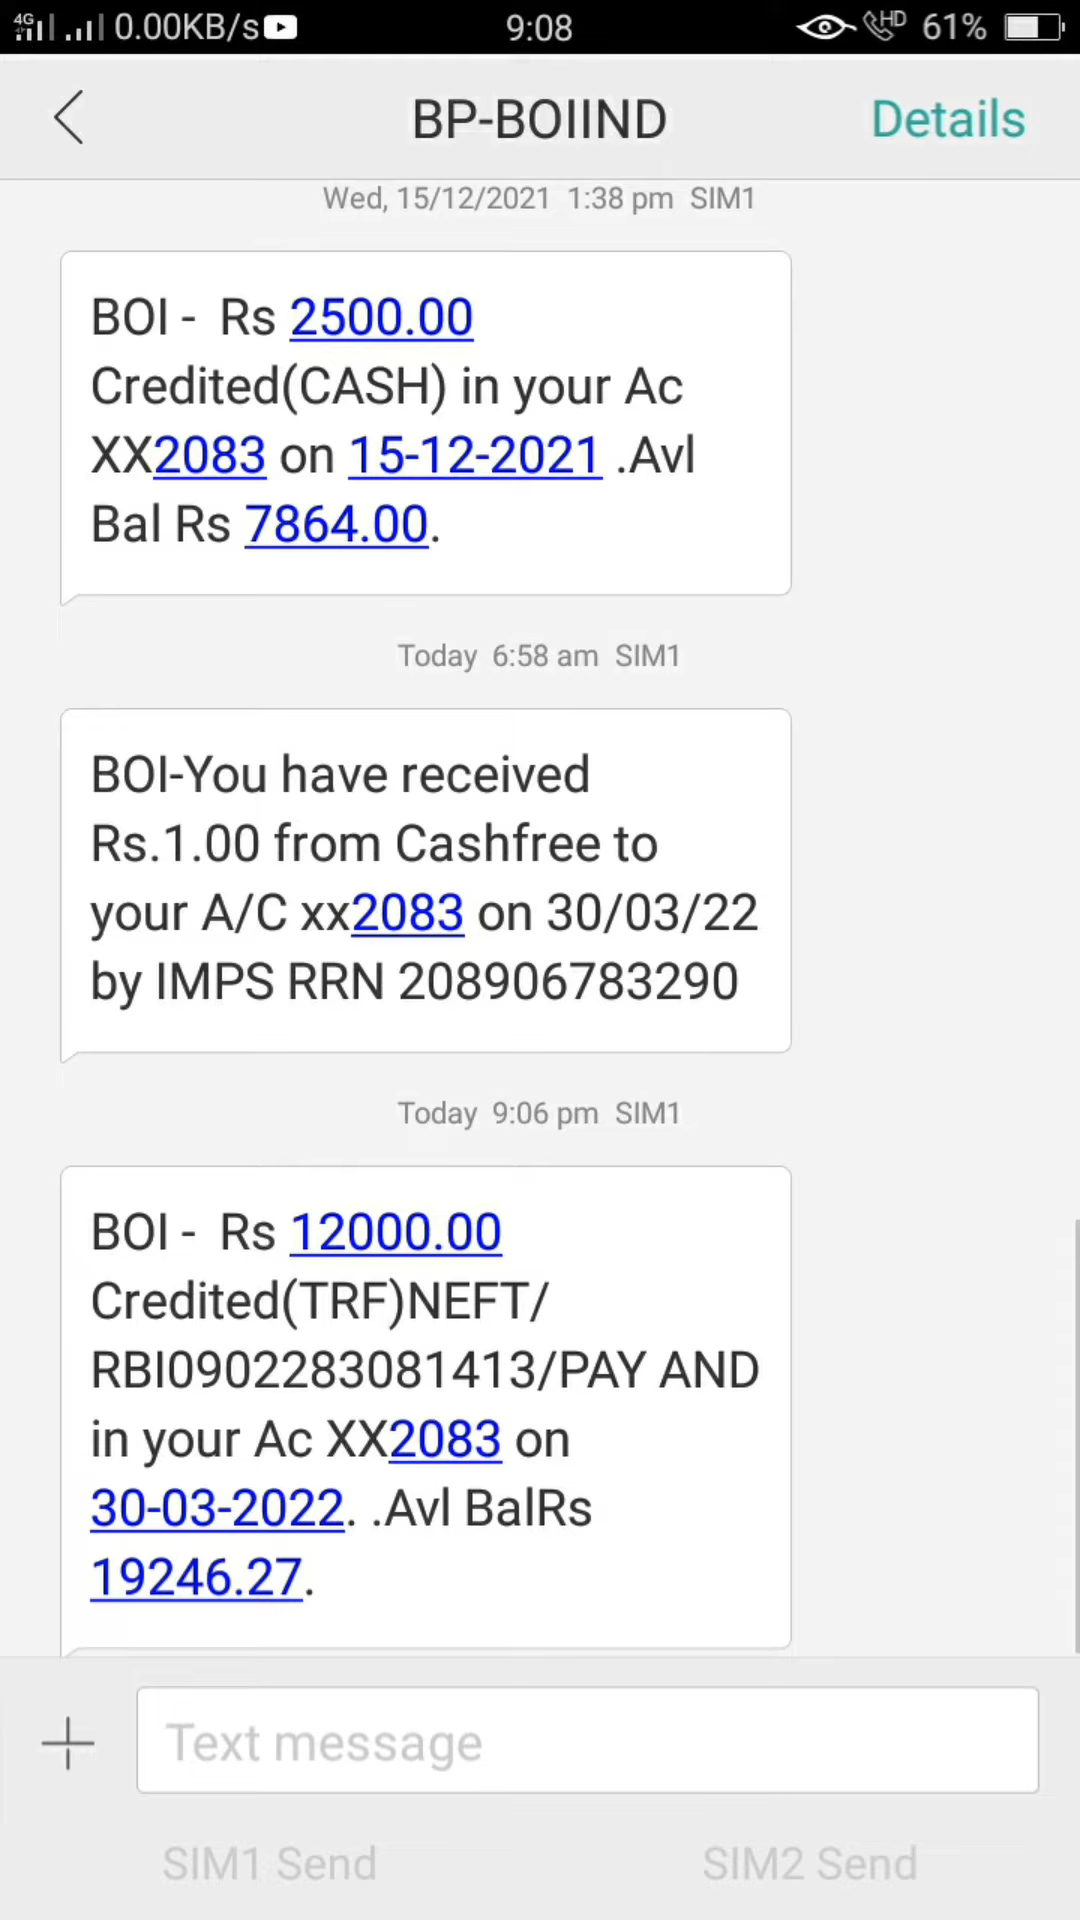 4G 0.00KB/s 9:08 HD 61%
BP-BOIIND Details
Wed, 15/12/2021 1:38 pm SIM1
BOI - Rs 2500.00
Credited(CASH) in your Ac
XX2083 on 15-12-2021 .Avl
Bal Rs 7864.00.
Today 6:58 am SIM1
BOI-You have received
Rs.1.00 from Cashfree to
your A/C xx2083 on 30/03/22
by IMPS RRN 208906783290
Today 9:06 pm SIM1
BOI - Rs 12000.00
Credited(TRF)NEFT/
RBI0902283081413/PAY AND
in your Ac XX2083 on
30-03-2022. .Avl BalRs
19246.27.
Text message
SIM1 Send SIM2 Send